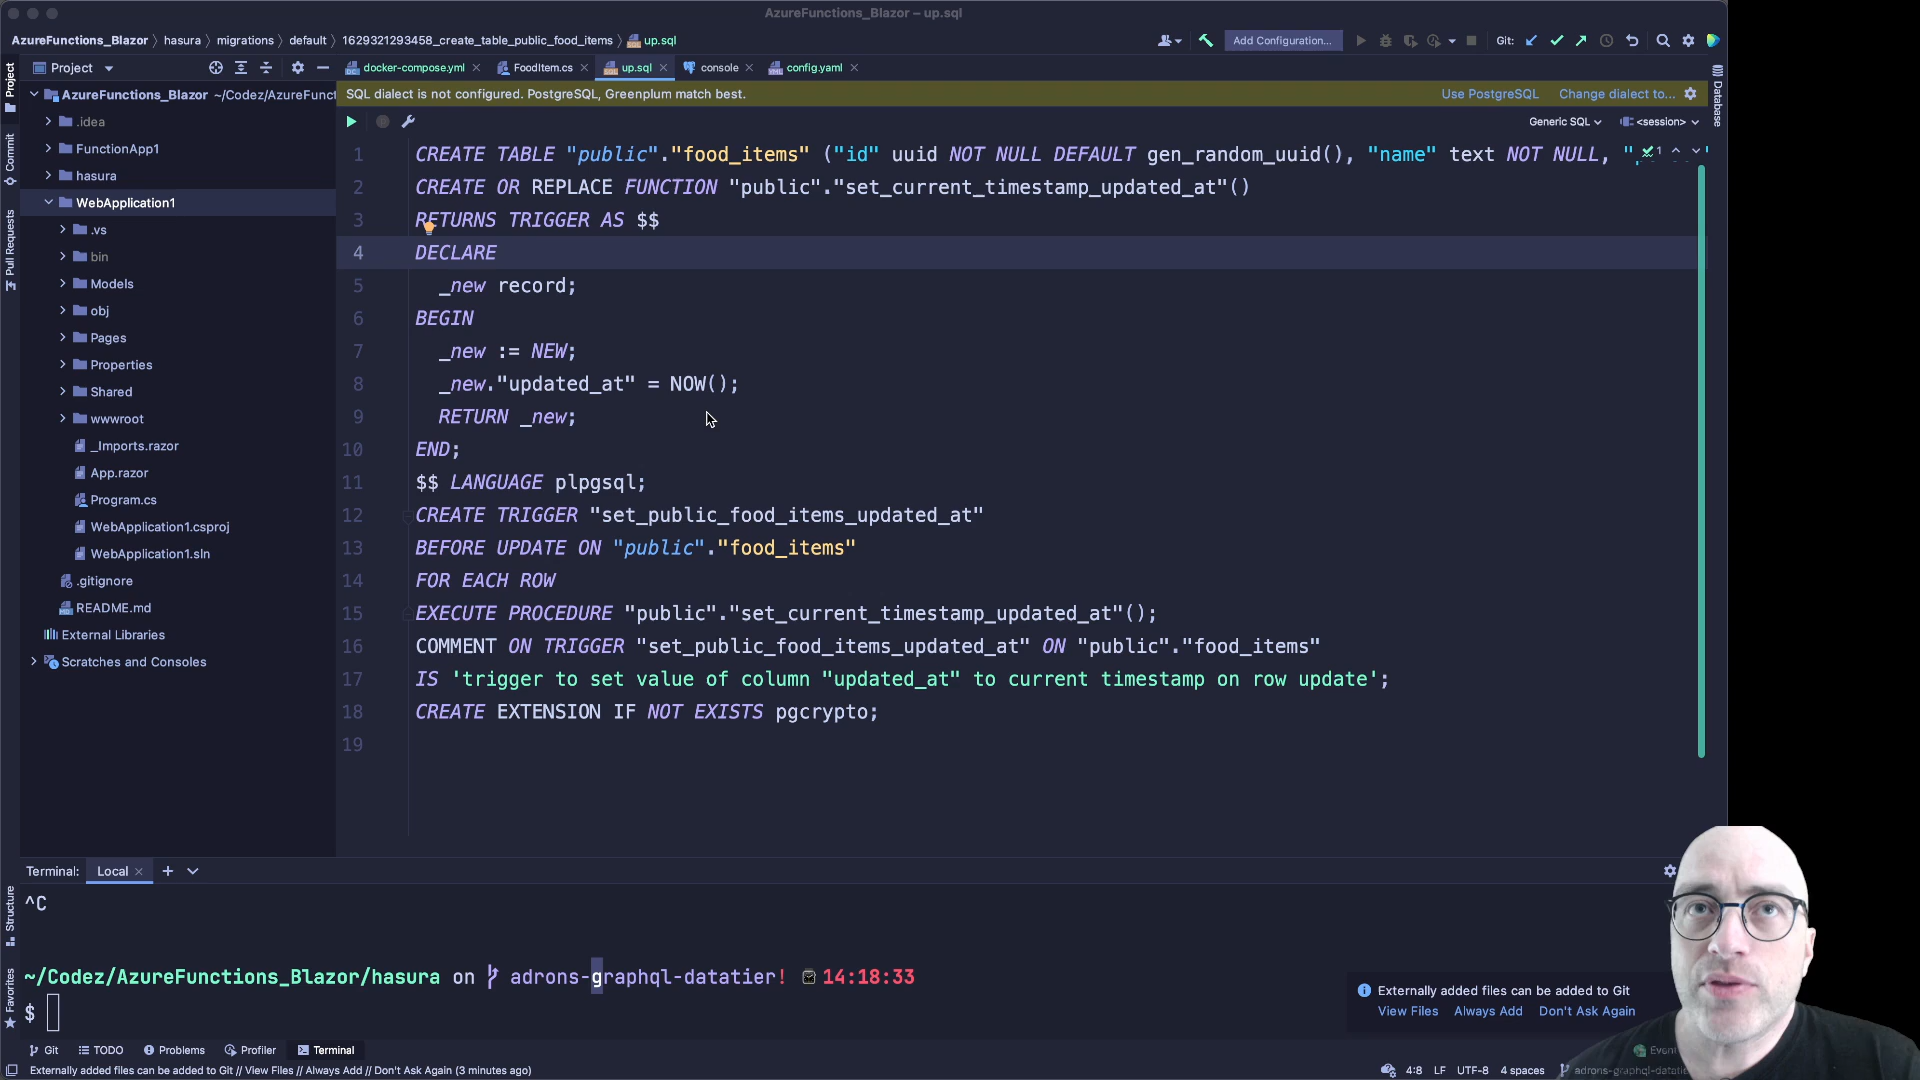 AzureFunctions_Blazor – up.sql
AzureFunctions_Blazor hasura migrations default 1629321293458_create_table_public_food_items up.sql
Add Configuration...
Git:
Project
docker-compose.yml
FoodItem.cs
up.sql
console
config.yaml
Project
Commit
Pull Requests
Structure
Favorites
Database
AzureFunctions_Blazor ~/Codez/AzureFunct
.idea
FunctionApp1
hasura
WebApplication1
.vs
bin
Models
obj
Pages
Properties
Shared
wwwroot
_Imports.razor
App.razor
Program.cs
WebApplication1.csproj
WebApplication1.sln
.gitignore
README.md
External Libraries
Scratches and Consoles
SQL dialect is not configured. PostgreSQL, Greenplum match best.
Use PostgreSQL
Change dialect to...
Generic SQL
<session>
1 CREATE TABLE "public"."food_items" ("id" uuid NOT NULL DEFAULT gen_random_uuid(), "name" text NOT NULL, "
1
2 CREATE OR REPLACE FUNCTION "public"."set_current_timestamp_updated_at"()
3 RETURNS TRIGGER AS $$
4 DECLARE
5 _new record;
6 BEGIN
7 _new := NEW;
8 _new."updated_at" = NOW();
9 RETURN _new;
10 END;
11 $$ LANGUAGE plpgsql;
12 CREATE TRIGGER "set_public_food_items_updated_at"
13 BEFORE UPDATE ON "public"."food_items"
14 FOR EACH ROW
15 EXECUTE PROCEDURE "public"."set_current_timestamp_updated_at"();
16 COMMENT ON TRIGGER "set_public_food_items_updated_at" ON "public"."food_items"
17 IS 'trigger to set value of column "updated_at" to current timestamp on row update';
18 CREATE EXTENSION IF NOT EXISTS pgcrypto;
19
Terminal: Local
^C
~/Codez/AzureFunctions_Blazor/hasura on adrons-graphql-datatier! 14:18:33
$
Externally added files can be added to Git
View Files Always Add Don't Ask Again
Git
TODO
Problems
Profiler
Terminal
Event
Externally added files can be added to Git // View Files // Always Add // Don't Ask Again (3 minutes ago)
4:8 LF UTF-8 4 spaces adrons-graphql-datatie